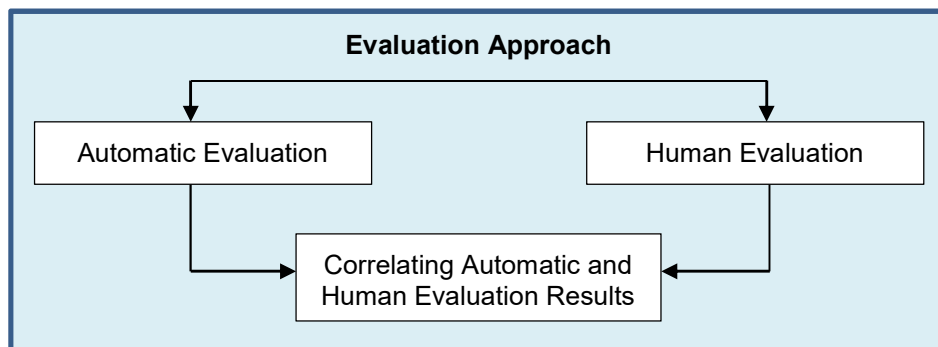 Evaluation Approach
Automatic Evaluation
Human Evaluation
Correlating Automatic and
Human Evaluation Results